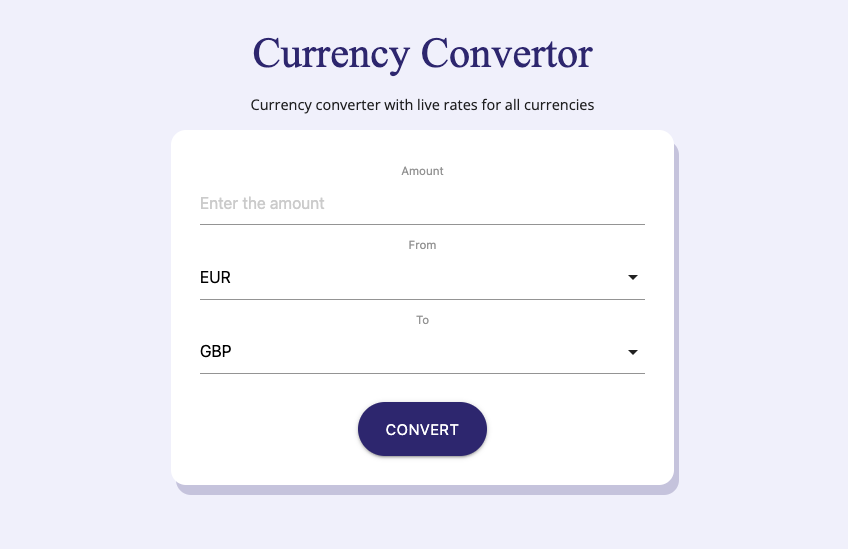 Currency Convertor
Currency converter with live rates for all currencies
Amount
Enter the amount
From
EUR
To
GBP
CONVERT